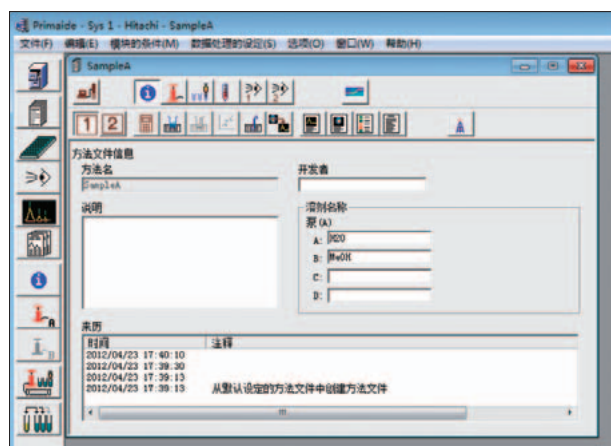 Primaide - Sys 1 - Hitachi - SampleA
文件(F) 编辑(E) 模块的条件(M) 数据处理的设定(S) 选项(O) 窗口(W) 帮助(H)
SampleA
1 2
方法文件信息
方法名 开发者
SampleA
说明 溶剂名称
泵(A)
A: H2O
B: MeOH
C:
D:
来历
时间 注释
2012/04/23 17:40:10
2012/04/23 17:39:30
2012/04/23 17:39:13
2012/04/23 17:39:13 从默认设定的方法文件中创建方法文件
A
B